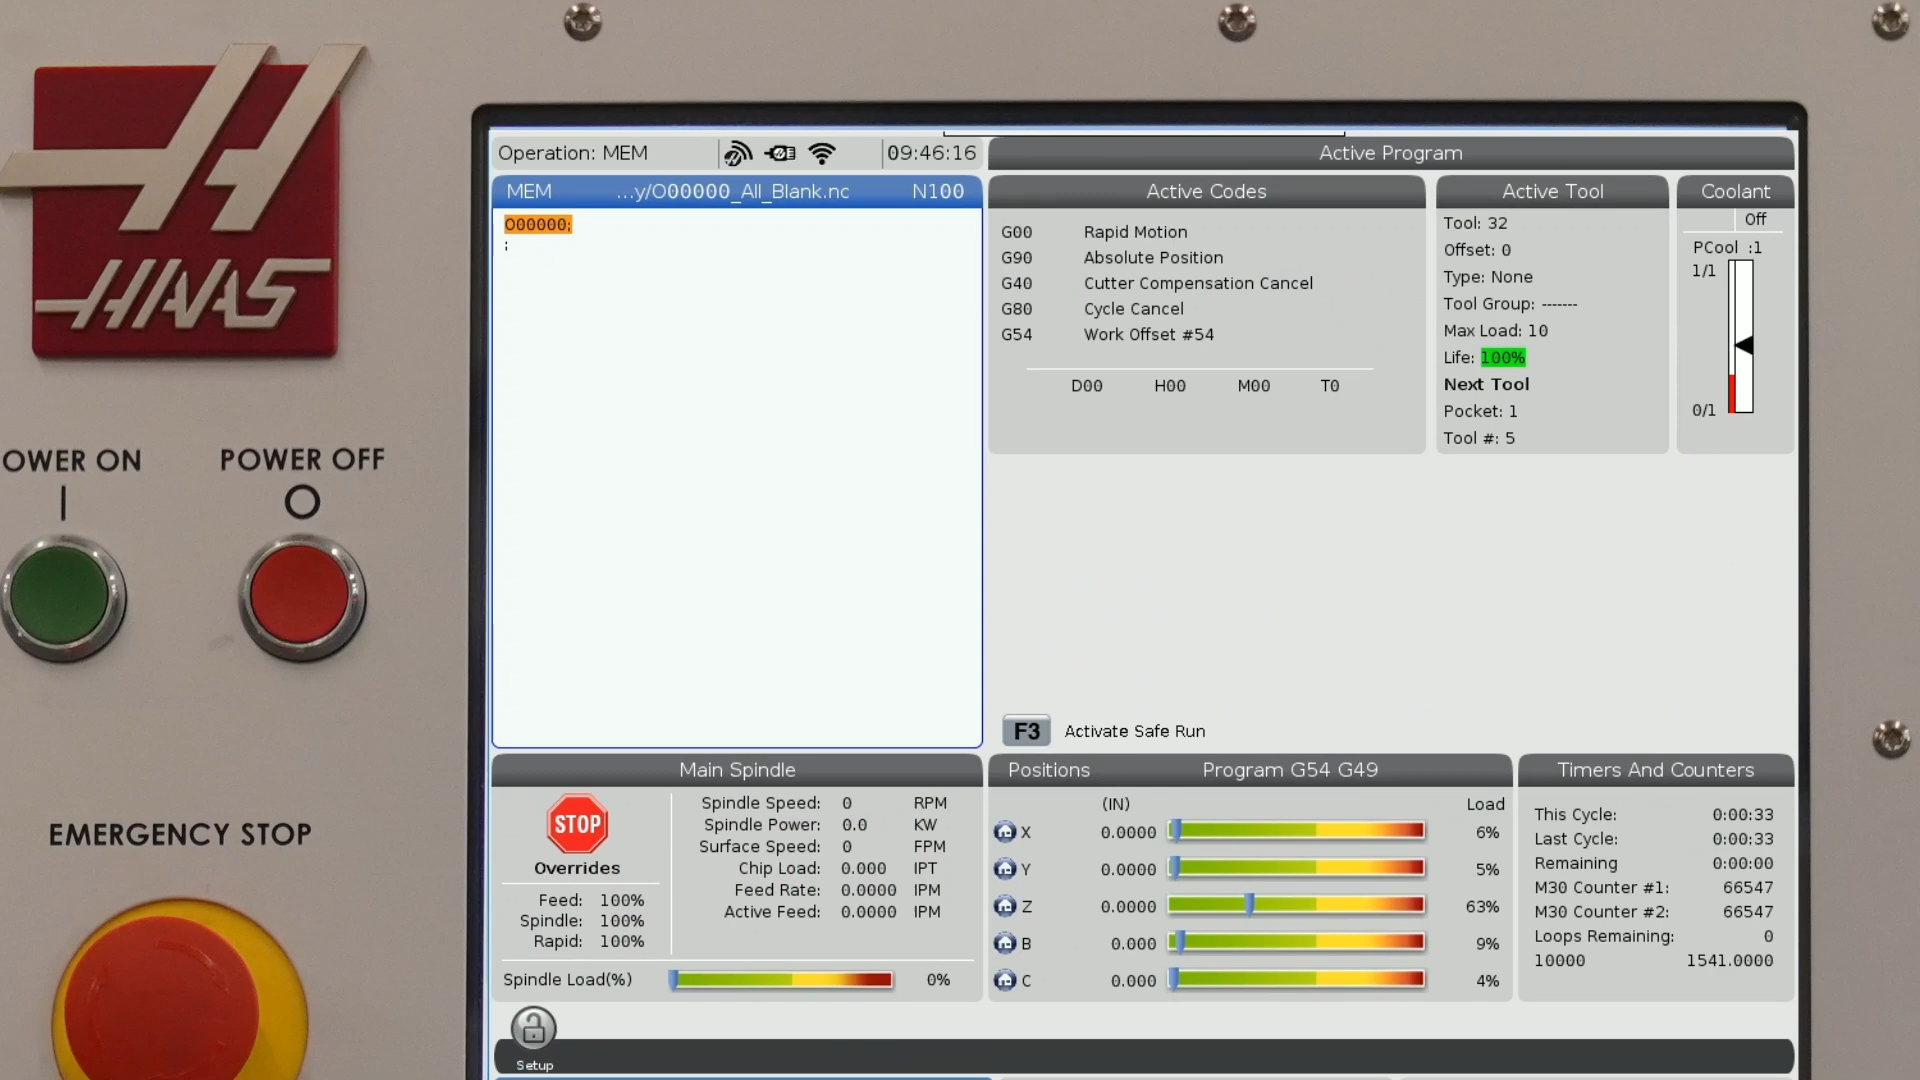 HAAS
OWER ON
POWER OFF
EMERGENCY STOP
Operation: MEM
09:46:16
MEM ...y/O00000_All_Blank.nc N100
O00000;
;
Active Program
Active Codes
G00 Rapid Motion
G90 Absolute Position
G40 Cutter Compensation Cancel
G80 Cycle Cancel
G54 Work Offset #54
D00 H00 M00 T0
Active Tool
Tool: 32
Offset: 0
Type: None
Tool Group: -------
Max Load: 10
Life: 100%
Next Tool
Pocket: 1
Tool #: 5
Coolant
Off
PCool :1
1/1
0/1
F3 Activate Safe Run
Main Spindle
STOP
Overrides
Feed: 100%
Spindle: 100%
Rapid: 100%
Spindle Speed: 0 RPM
Spindle Power: 0.0 KW
Surface Speed: 0 FPM
Chip Load: 0.000 IPT
Feed Rate: 0.0000 IPM
Active Feed: 0.0000 IPM
Spindle Load(%) 0%
Positions Program G54 G49
(IN) Load
X 0.0000 6%
Y 0.0000 5%
Z 0.0000 63%
B 0.000 9%
C 0.000 4%
Timers And Counters
This Cycle: 0:00:33
Last Cycle: 0:00:33
Remaining 0:00:00
M30 Counter #1: 66547
M30 Counter #2: 66547
Loops Remaining: 0
10000 1541.0000
Setup